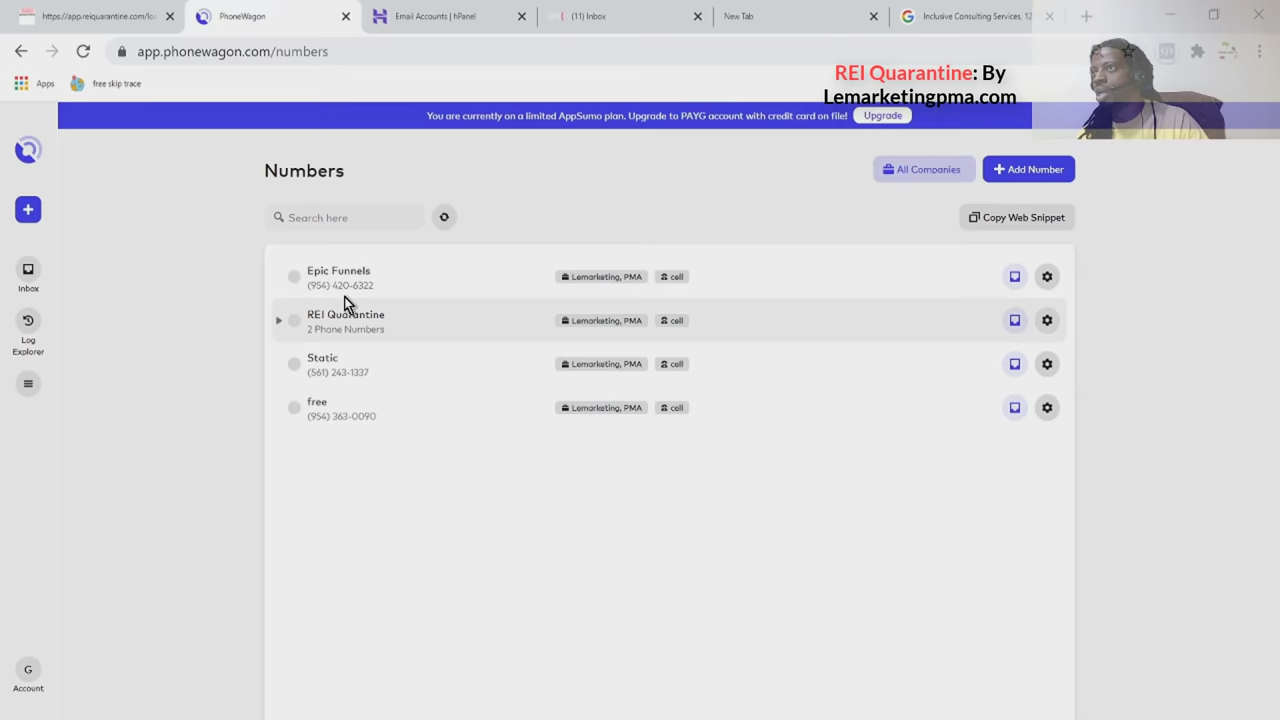 https://app.reiquarantine.com/loc
PhoneWagon
Email Accounts | hPanel
(11) Inbox
New Tab
Inclusive Consulting Services, 12
app.phonewagon.com/numbers
Apps
free skip trace
REI Quarantine: By
Lemarketingpma.com
You are currently on a limited AppSumo plan. Upgrade to PAYG account with credit card on file!
Upgrade
Numbers
All Companies
Add Number
Search here
Copy Web Snippet
Inbox
Log
Explorer
Epic Funnels
(954) 420-6322
Lemarketing, PMA
cell
REI Quarantine
2 Phone Numbers
Lemarketing, PMA
cell
Static
(561) 243-1337
Lemarketing, PMA
cell
free
(954) 363-0090
Lemarketing, PMA
cell
G
Account